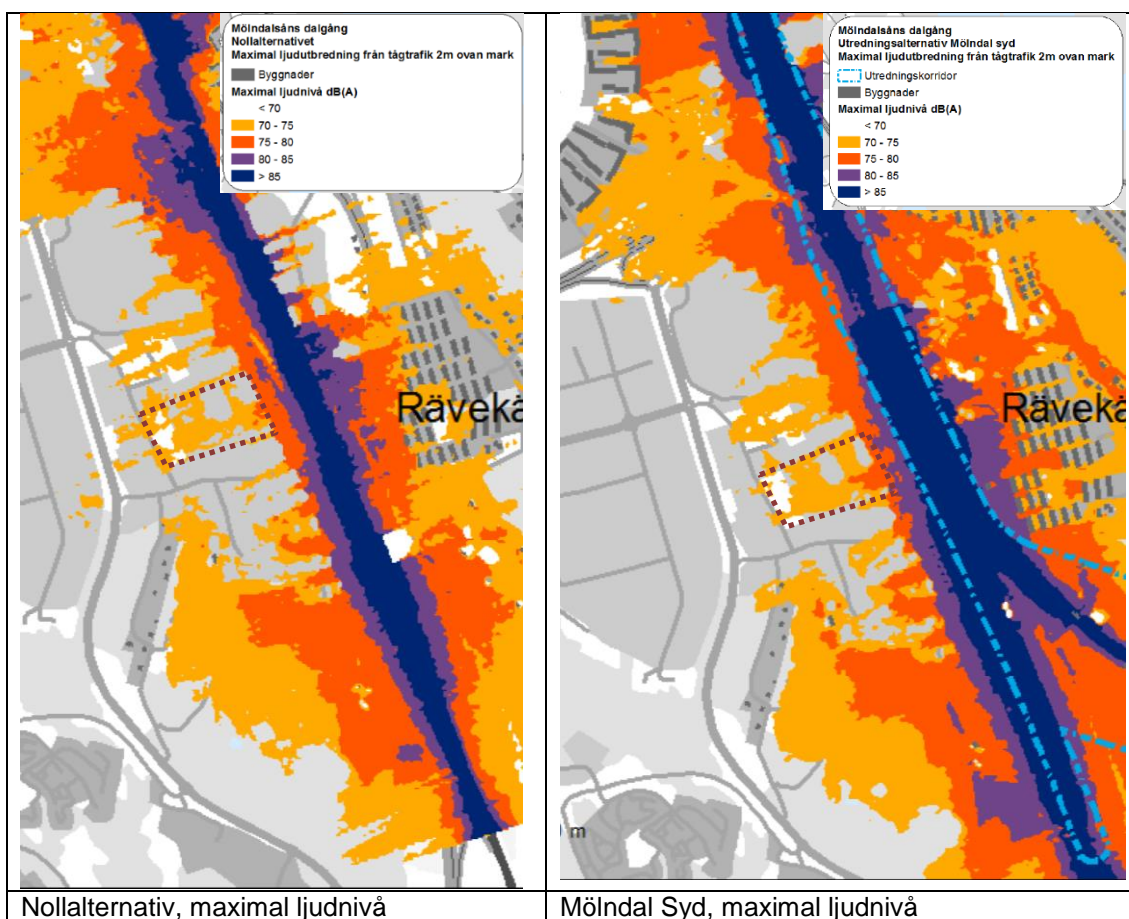 Mölndalsåns dalgång
Nollalternativet
Maximal ljudutbredning från tågtrafik 2m ovan mark
Byggnader
Maximal ljudnivå dB(A)
< 70
70 - 75
75 - 80
80 - 85
> 85
Räveka
Nollalternativ, maximal ljudnivå
Mölndalsåns dalgång
Utredningsalternativ Mölndal syd
Maximal ljudutbredning från tågtrafik 2m ovan mark
Utredningskorridor
Byggnader
Maximal ljudnivå dB(A)
< 70
70 - 75
75 - 80
80 - 85
> 85
Räveka
m
Mölndal Syd, maximal ljudnivå